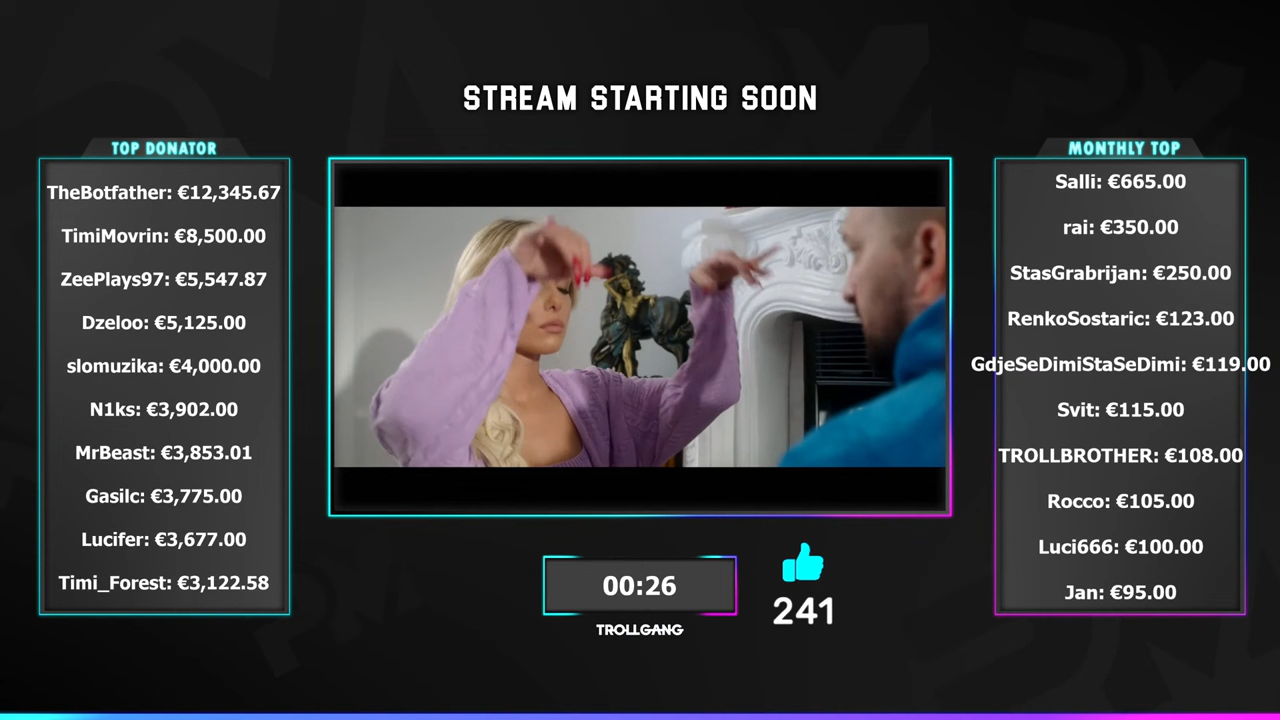 STREAM STARTING SOON
TOP DONATOR
TheBotfather: €12,345.67
TimiMovrin: €8,500.00
ZeePlays97: €5,547.87
Dzeloo: €5,125.00
slomuzika: €4,000.00
N1ks: €3,902.00
MrBeast: €3,853.01
Gasilc: €3,775.00
Lucifer: €3,677.00
Timi_Forest: €3,122.58
00:26
TROLLGANG
241
MONTHLY TOP
Salli: €665.00
rai: €350.00
StasGrabrijan: €250.00
RenkoSostaric: €123.00
GdjeSeDimiStaSeDimi: €119.00
Svit: €115.00
TROLLBROTHER: €108.00
Rocco: €105.00
Luci666: €100.00
Jan: €95.00